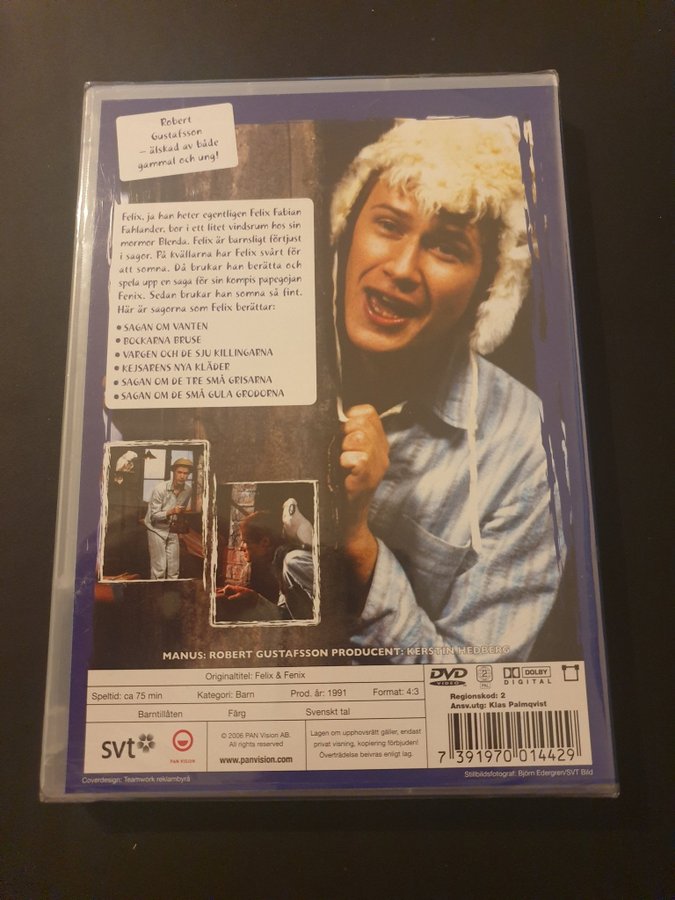 Robert
Gustafsson
– älskad av både
gammal och ung!
Felix, ja han heter egentligen Felix Fabian
Fahlander, bor i ett litet vindsrum hos sin
mormor Blenda. Felix är barnsligt förtjust
i sagor. På kvällarna har Felix svårt för
att somna. Då brukar han berätta och
spela upp en saga för sin kompis papegojan
Fenix. Sedan brukar han somna så fint.
Här är sagorna som Felix berättar:
• SAGAN OM VANTEN
• BOCKARNA BRUSE
• VARGEN OCH DE SJU KILLINGARNA
• KEJSARENS NYA KLÄDER
• SAGAN OM DE TRE SMÅ GRISARNA
• SAGAN OM DE SMÅ GULA GRODORNA
MANUS: ROBERT GUSTAFSSON PRODUCENT: KERSTIN HEDBERG
Originaltitel: Felix & Fenix
Speltid: ca 75 min Kategori: Barn Prod. år: 1991 Format: 4:3
Barntillåten Färg Svenskt tal
DVD
VIDEO
2
PAL
DOLBY
DIGITAL
Regionskod: 2
Ansv.utg: Klas Palmqvist
svt
PAN VISION
© 2006 PAN Vision AB.
All rights reserved
www.panvision.com
Lagen om upphovsrätt gäller, endast
privat visning, kopiering förbjuden!
Överträdelse beivras enligt lag.
7 391970 014429
Coverdesign: Teamwork reklambyrå
Stillbildsfotograf: Björn Edergren/SVT Bild